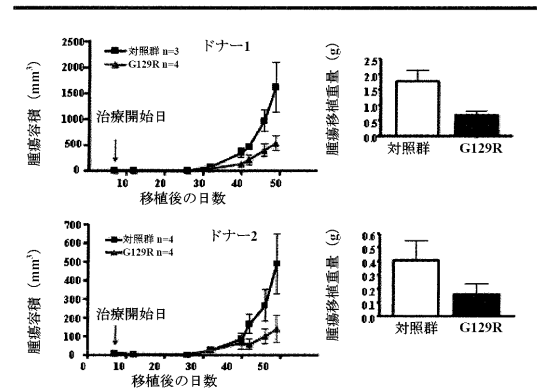 ドナー1
腫瘍容積 (mm³)
2500
2000
1500
1000
500
0
対照群 n=3
G129R n=4
治療開始日
10
20
30
40
50
移植後の日数
腫瘍移植重量 (g)
2.5
2.0
1.5
1.0
0.5
0.0
対照群
G129R
ドナー2
腫瘍容積 (mm³)
700
600
500
400
300
200
100
0
対照群 n=4
G129R n=4
治療開始日
0
10
20
30
40
50
60
移植後の日数
腫瘍移植重量 (g)
0.6
0.5
0.4
0.3
0.2
0.1
0.0
対照群
G129R